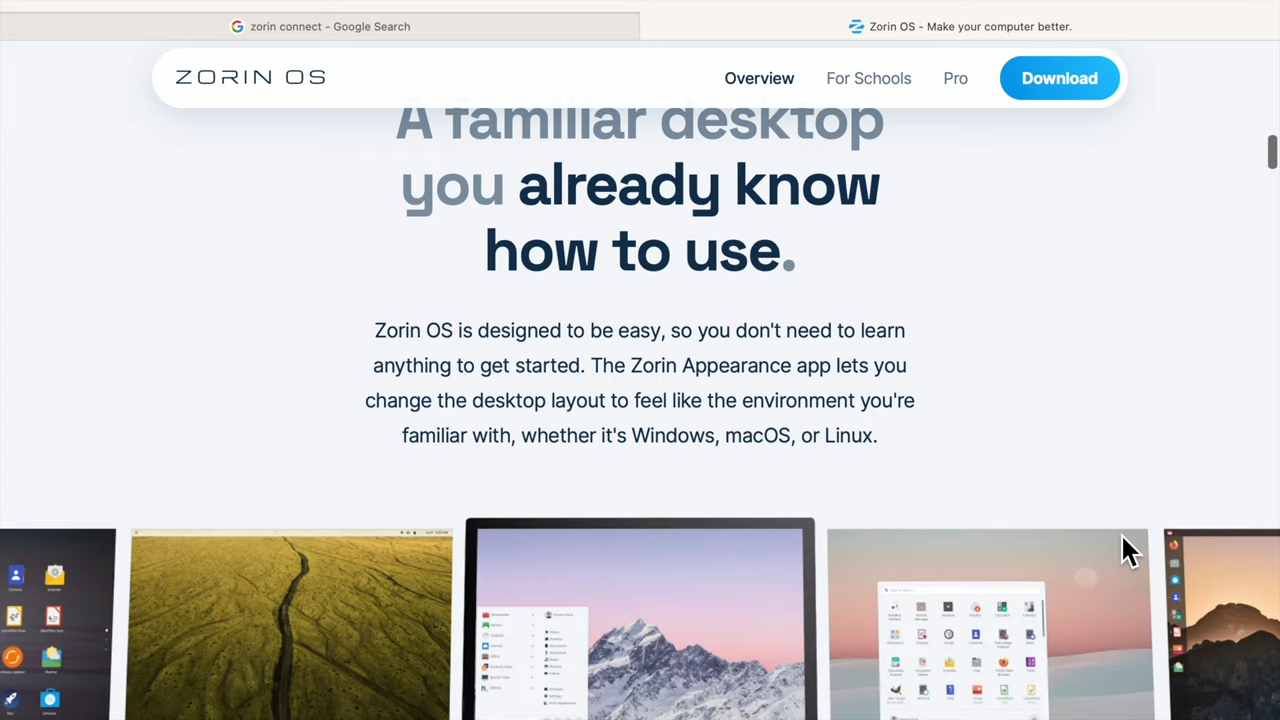 zorin connect - Google Search
Zorin OS - Make your computer better.
ZORIN OS
Overview
For Schools
Pro
Download
A familiar desktop
you already know
how to use.
Zorin OS is designed to be easy, so you don't need to learn
anything to get started. The Zorin Appearance app lets you
change the desktop layout to feel like the environment you're
familiar with, whether it's Windows, macOS, or Linux.